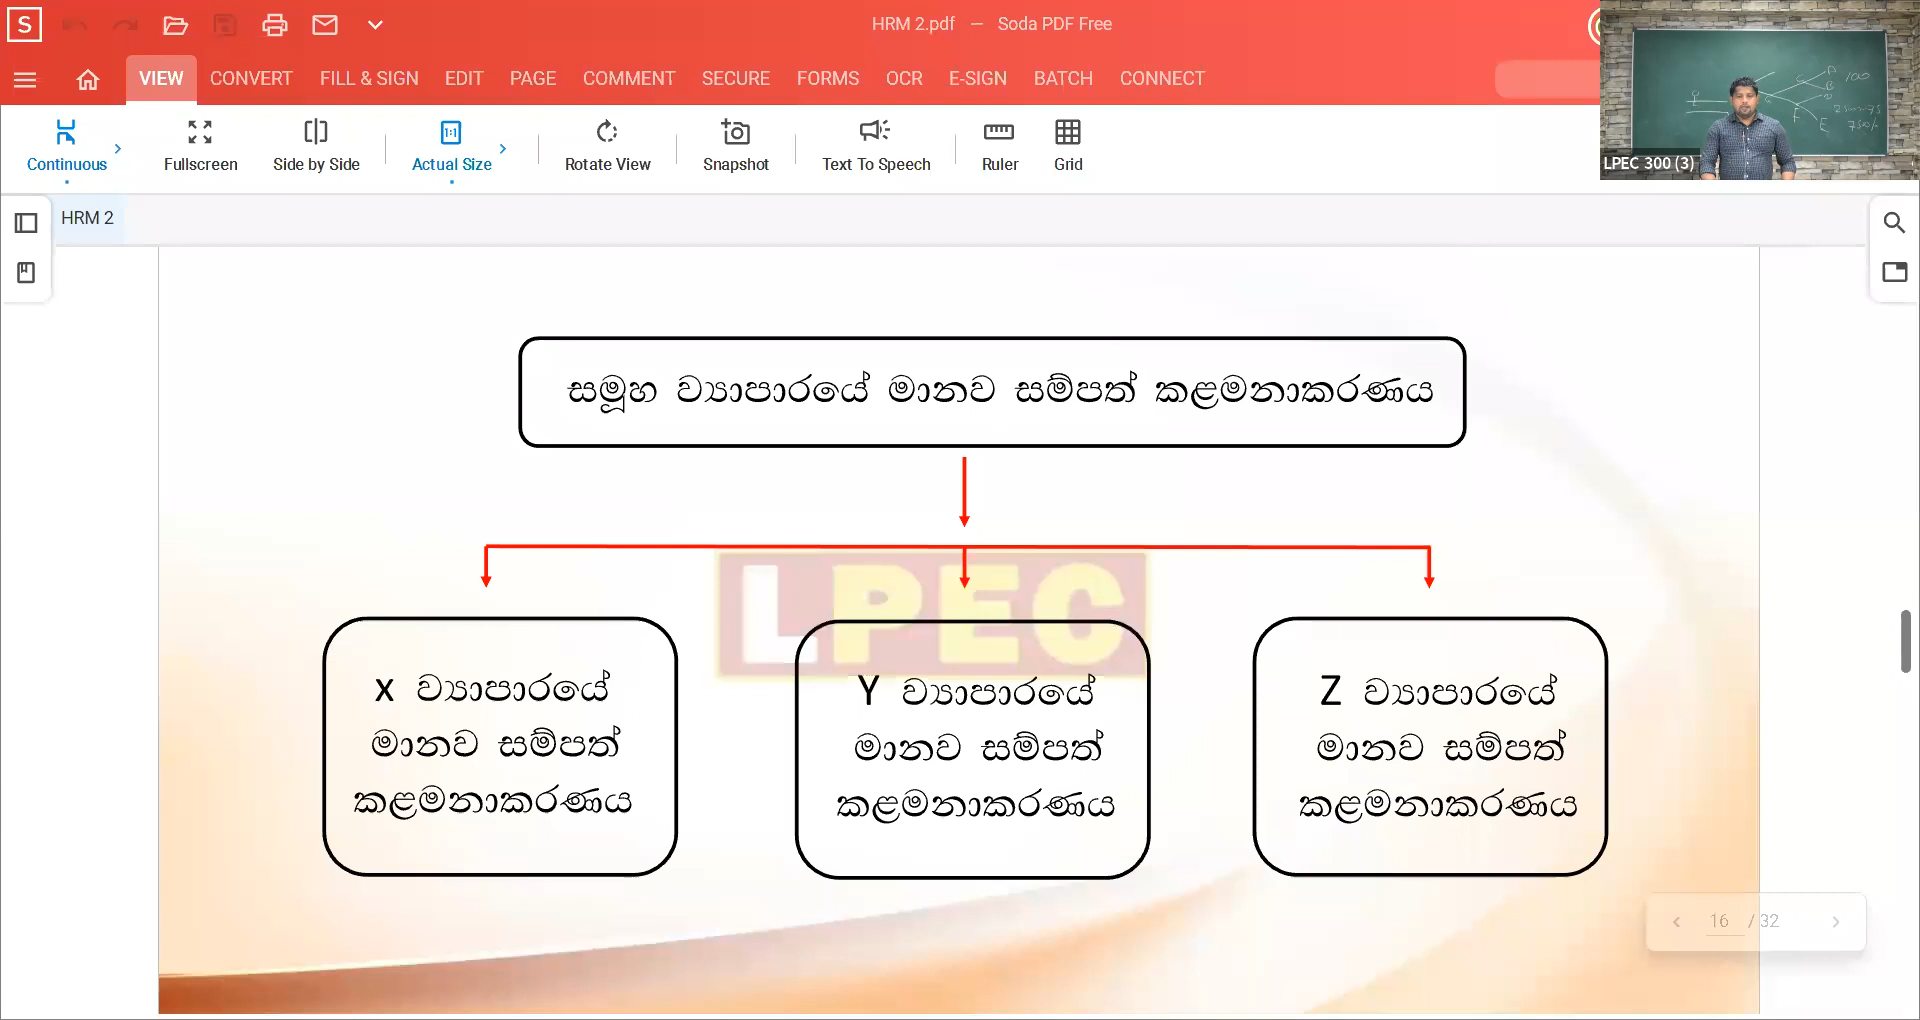 S
HRM 2.pdf — Soda PDF Free
VIEW CONVERT FILL & SIGN EDIT PAGE COMMENT SECURE FORMS OCR E-SIGN BATCH CONNECT
Continuous Fullscreen Side by Side 1:1 Actual Size Rotate View Snapshot Text To Speech Ruler Grid
LPEC 300 (3)
HRM 2
සමූහ ව්‍යාපාරයේ මානව සම්පත් කළමනාකරණය
LPEC
X ව්‍යාපාරයේ
මානව සම්පත්
කළමනාකරණය
Y ව්‍යාපාරයේ
මානව සම්පත්
කළමනාකරණය
Z ව්‍යාපාරයේ
මානව සම්පත්
කළමනාකරණය
16 / 32